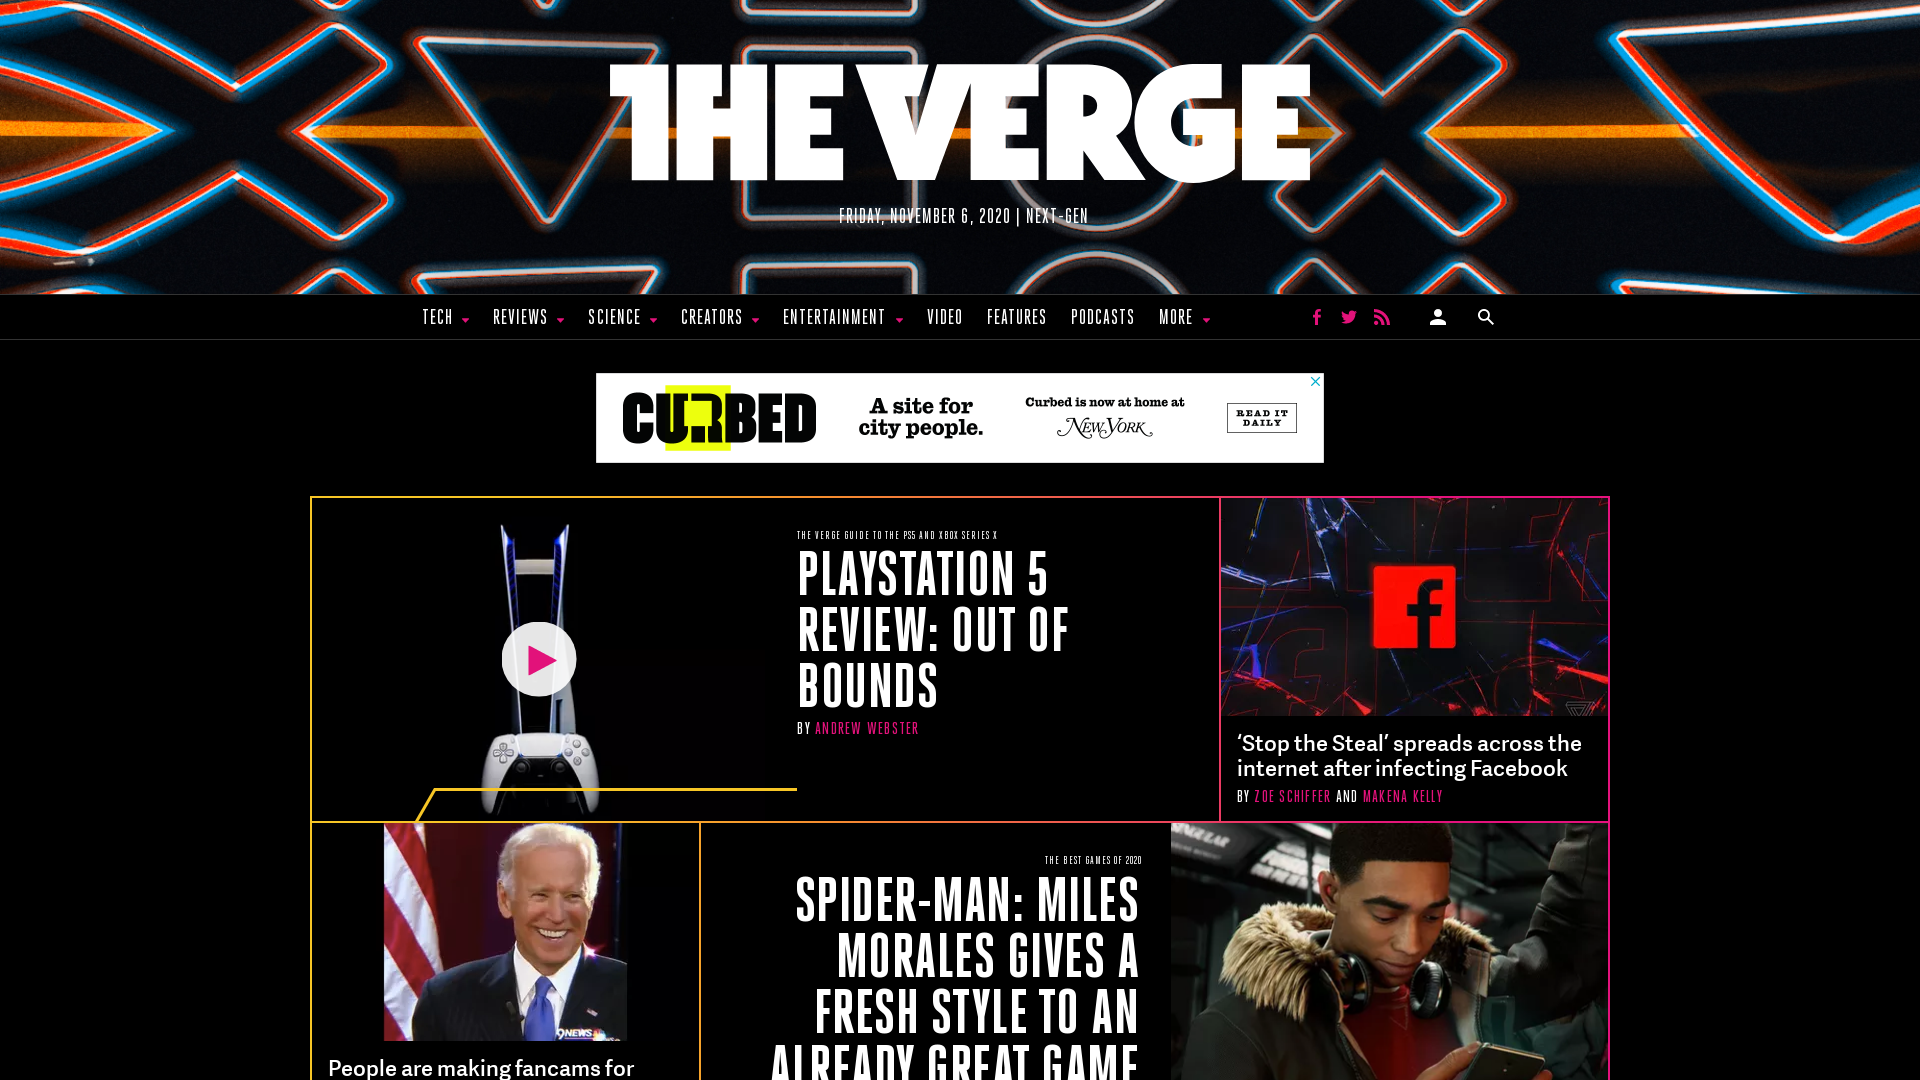 THE VERGE
FRIDAY, NOVEMBER 6, 2020 | NEXT-GEN
TECH REVIEWS SCIENCE CREATORS ENTERTAINMENT VIDEO FEATURES PODCASTS MORE
CURBED
A site for
city people.
Curbed is now at home at
NEW YORK
READ IT
DAILY
THE VERGE GUIDE TO THE PS5 AND XBOX SERIES X
PLAYSTATION 5
REVIEW: OUT OF
BOUNDS
BY ANDREW WEBSTER
‘Stop the Steal’ spreads across the
internet after infecting Facebook
BY ZOE SCHIFFER AND MAKENA KELLY
9NEWS
People are making fancams for
THE BEST GAMES OF 2020
SPIDER-MAN: MILES
MORALES GIVES A
FRESH STYLE TO AN
ALREADY GREAT GAME